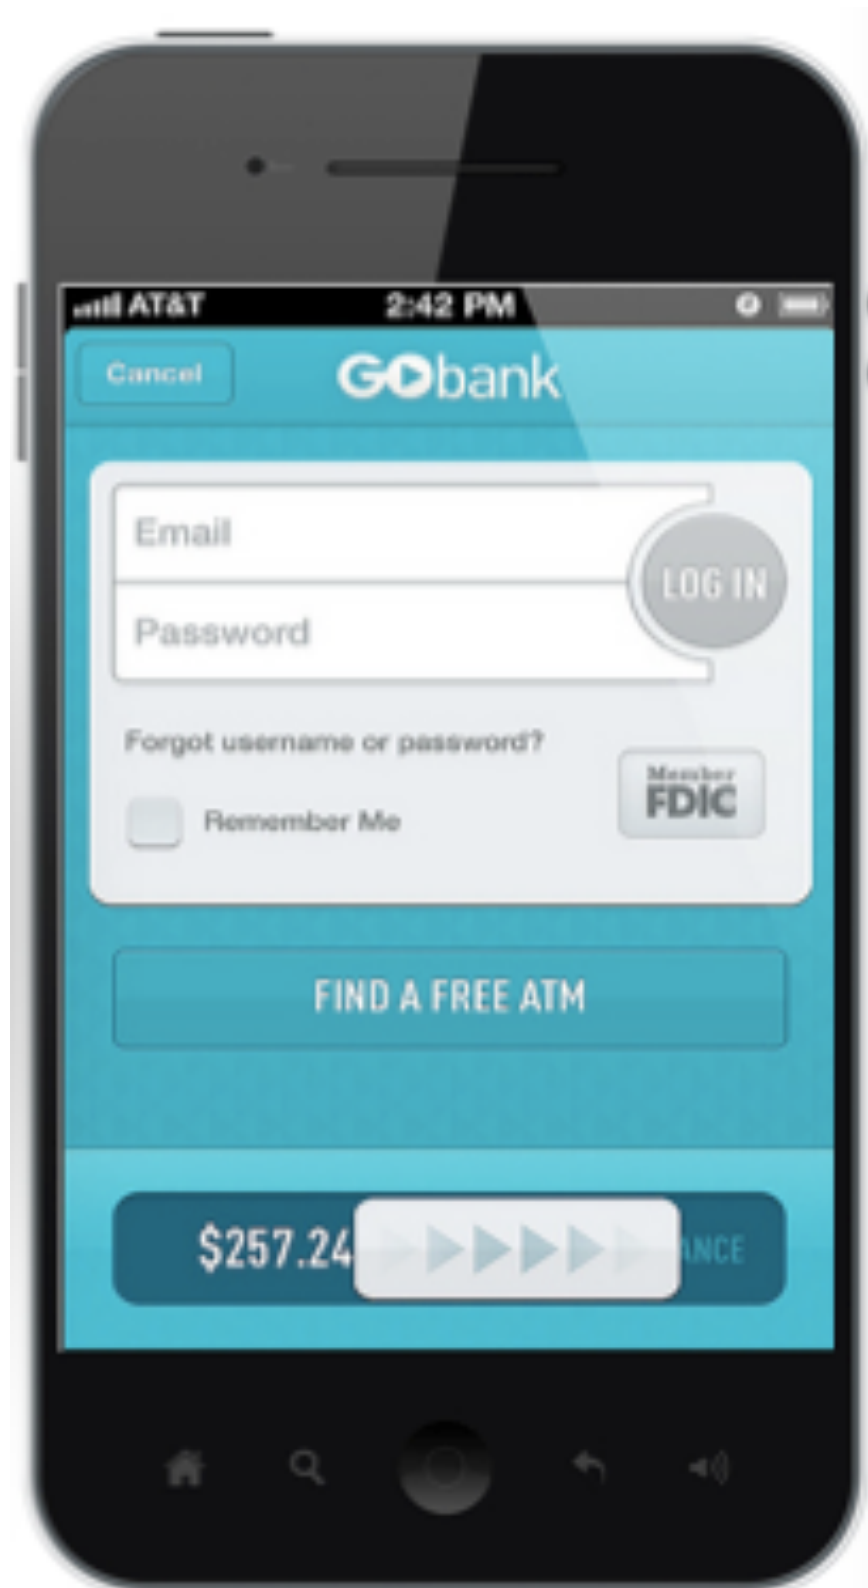 AT&T 2:42 PM
Cancel GObank
Email
LOG IN
Password
Forgot username or password?
Member
FDIC
Remember Me
FIND A FREE ATM
$257.24 ANCE